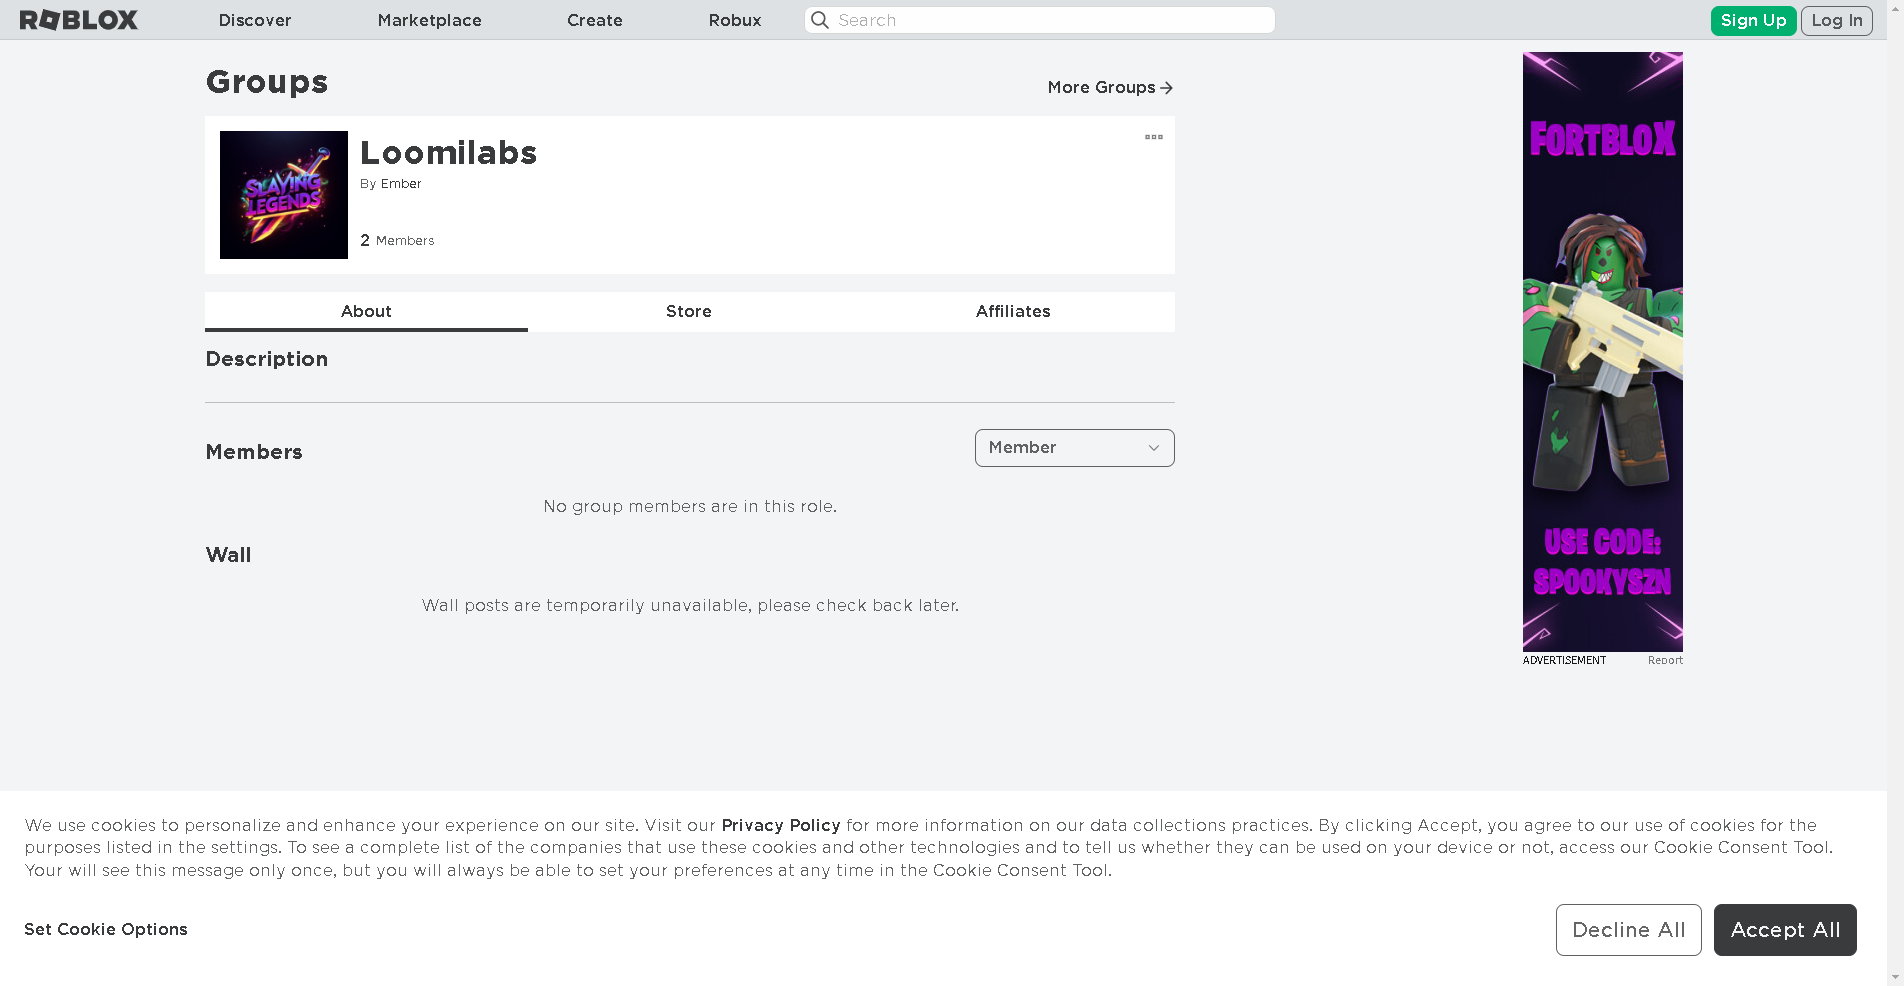 ROBLOX
Discover
Marketplace
Create
Robux
Search
Sign Up
Log In
Groups
More Groups
SLAYING
LEGENDS
Loomilabs
By Ember
2 Members
About
Store
Affiliates
Description
Members
Member
No group members are in this role.
Wall
Wall posts are temporarily unavailable, please check back later.
FORTBLOX
USE CODE:
SPOOKYSZN
ADVERTISEMENT
Report
We use cookies to personalize and enhance your experience on our site. Visit our Privacy Policy for more information on our data collections practices. By clicking Accept, you agree to our use of cookies for the
purposes listed in the settings. To see a complete list of the companies that use these cookies and other technologies and to tell us whether they can be used on your device or not, access our Cookie Consent Tool.
Your will see this message only once, but you will always be able to set your preferences at any time in the Cookie Consent Tool.
Set Cookie Options
Decline All
Accept All